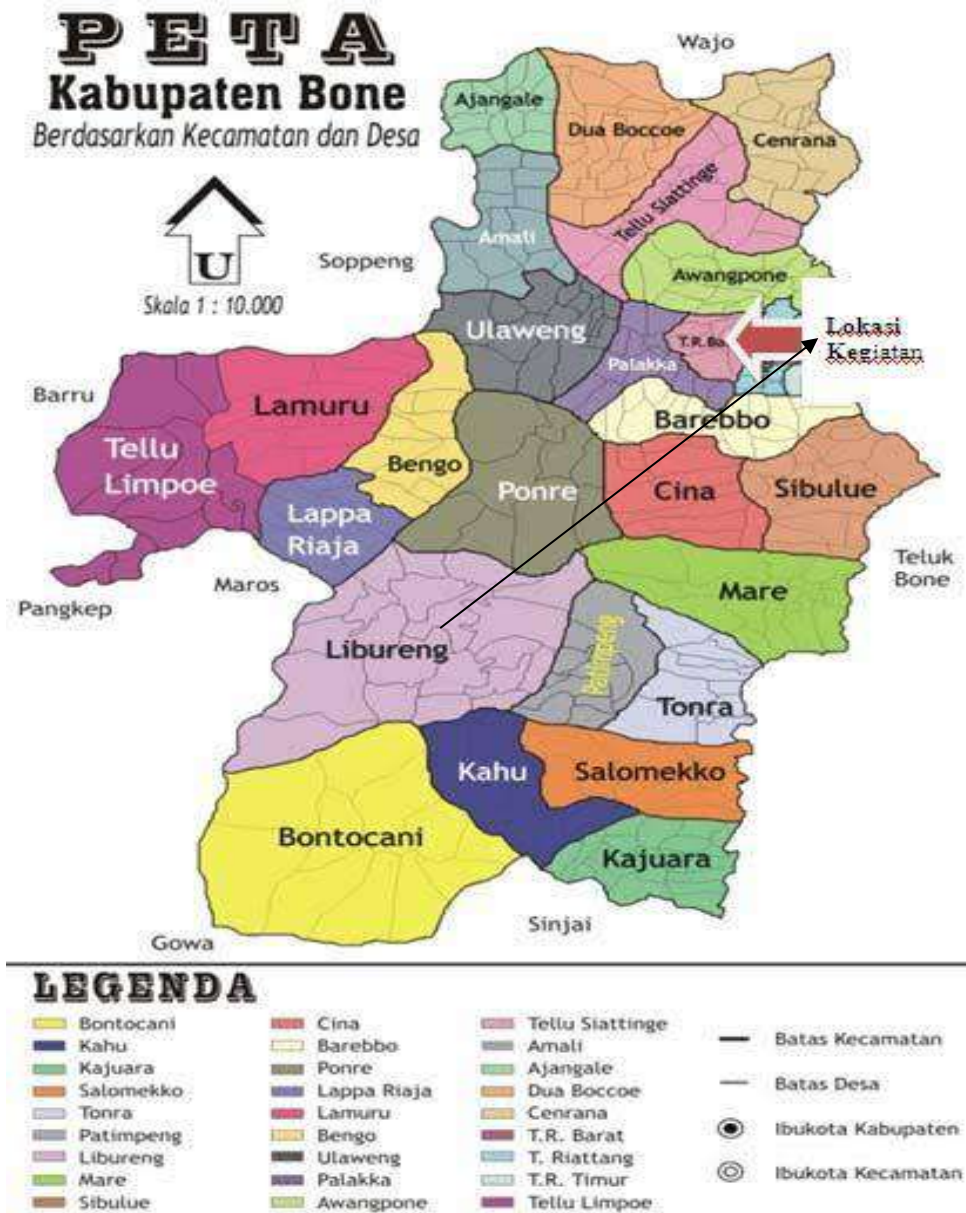 PETA
Kabupaten Bone
Berdasarkan Kecamatan dan Desa
U
Skala 1 : 10.000
Wajo
Ajangale
Dua Boccoe
Cenrana
Tellu Siattinge
Amali
Soppeng
Awangpone
Ulaweng
T.R. Ba
Lokasi
Kegiatan
Palakka
Barru
Lamuru
Barebbo
Tellu
Limpoe
Bengo
Ponre
Cina
Sibulue
Lappa
Riaja
Teluk
Bone
Maros
Pangkep
Mare
Libureng
Patimpeng
Tonra
Kahu
Salomekko
Bontocani
Kajuara
Sinjai
Gowa
LEGENDA
Bontocani
Kahu
Kajuara
Salomekko
Tonra
Patimpeng
Libureng
Mare
Sibulue
Cina
Barebbo
Ponre
Lappa Riaja
Lamuru
Bengo
Ulaweng
Palakka
Awangpone
Tellu Siattinge
Amali
Ajangale
Dua Boccoe
Cenrana
T.R. Barat
T. Riattang
T.R. Timur
Tellu Limpoe
Batas Kecamatan
Batas Desa
Ibukota Kabupaten
Ibukota Kecamatan